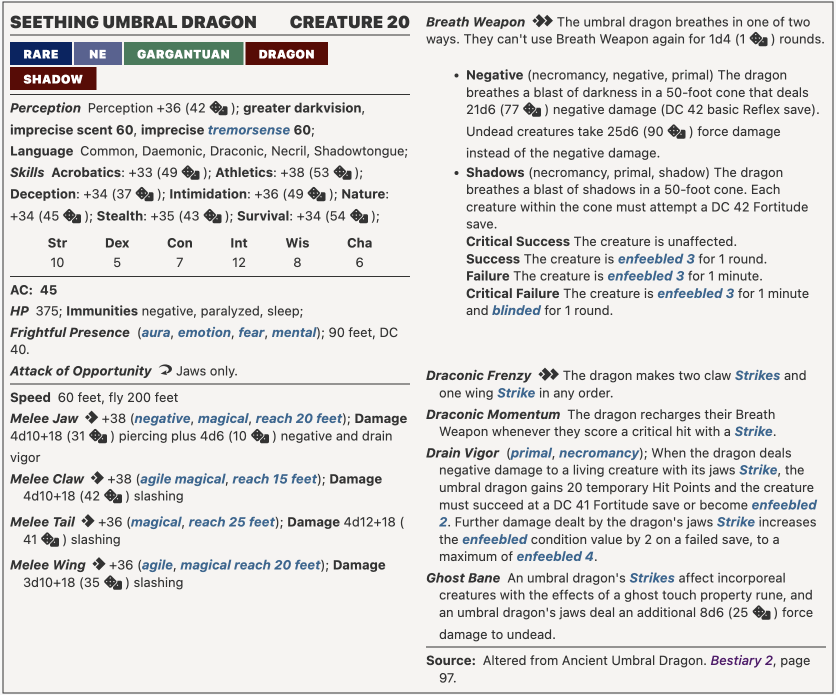 SEETHING UMBRAL DRAGON CREATURE 20
RARE NE GARGANTUAN DRAGON
SHADOW
Perception Perception +36 (42 ); greater darkvision,
imprecise scent 60, imprecise tremorsense 60;
Language Common, Daemonic, Draconic, Necril, Shadowtongue;
Skills Acrobatics: +33 (49 ); Athletics: +38 (53 );
Deception: +34 (37 ); Intimidation: +36 (49 ); Nature:
+34 (45 ); Stealth: +35 (43 ); Survival: +34 (54 );
Str Dex Con Int Wis Cha
10 5 7 12 8 6
AC: 45
HP 375; Immunities negative, paralyzed, sleep;
Frightful Presence (aura, emotion, fear, mental); 90 feet, DC
40.
Attack of Opportunity Jaws only.
Speed 60 feet, fly 200 feet
Melee Jaw +38 (negative, magical, reach 20 feet); Damage
4d10+18 (31 ) piercing plus 4d6 (10 ) negative and drain
vigor
Melee Claw +38 (agile magical, reach 15 feet); Damage
4d10+18 (42 ) slashing
Melee Tail +36 (magical, reach 25 feet); Damage 4d12+18 (
41 ) slashing
Melee Wing +36 (agile, magical reach 20 feet); Damage
3d10+18 (35 ) slashing
Breath Weapon The umbral dragon breathes in one of two
ways. They can't use Breath Weapon again for 1d4 (1 ) rounds.
• Negative (necromancy, negative, primal) The dragon
breathes a blast of darkness in a 50-foot cone that deals
21d6 (77 ) negative damage (DC 42 basic Reflex save).
Undead creatures take 25d6 (90 ) force damage
instead of the negative damage.
• Shadows (necromancy, primal, shadow) The dragon
breathes a blast of shadows in a 50-foot cone. Each
creature within the cone must attempt a DC 42 Fortitude
save.
Critical Success The creature is unaffected.
Success The creature is enfeebled 3 for 1 round.
Failure The creature is enfeebled 3 for 1 minute.
Critical Failure The creature is enfeebled 3 for 1 minute
and blinded for 1 round.
Draconic Frenzy The dragon makes two claw Strikes and
one wing Strike in any order.
Draconic Momentum The dragon recharges their Breath
Weapon whenever they score a critical hit with a Strike.
Drain Vigor (primal, necromancy); When the dragon deals
negative damage to a living creature with its jaws Strike, the
umbral dragon gains 20 temporary Hit Points and the creature
must succeed at a DC 41 Fortitude save or become enfeebled
2. Further damage dealt by the dragon's jaws Strike increases
the enfeebled condition value by 2 on a failed save, to a
maximum of enfeebled 4.
Ghost Bane An umbral dragon's Strikes affect incorporeal
creatures with the effects of a ghost touch property rune, and
an umbral dragon's jaws deal an additional 8d6 (25 ) force
damage to undead.
Source: Altered from Ancient Umbral Dragon. Bestiary 2, page
97.